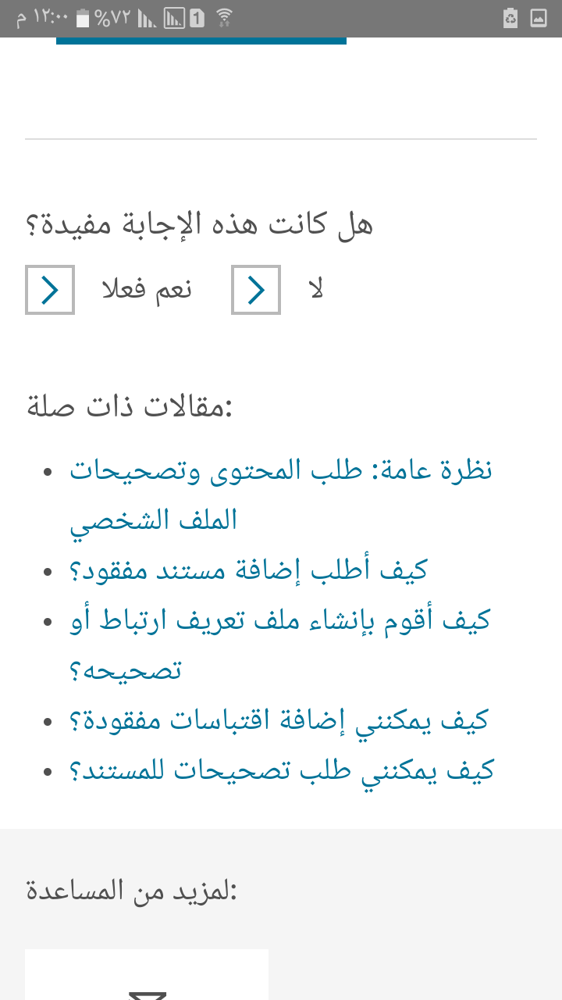 ١٢:٠٠ م
%٧٢
1
هل كانت هذه الإجابة مفيدة؟
نعم فعلا
لا
مقالات ذات صلة:
نظرة عامة: طلب المحتوى وتصحيحات
الملف الشخصي
كيف أطلب إضافة مستند مفقود؟
كيف أقوم بإنشاء ملف تعريف ارتباط أو
تصحيحه؟
كيف يمكنني إضافة اقتباسات مفقودة؟
كيف يمكنني طلب تصحيحات للمستند؟
لمزيد من المساعدة: